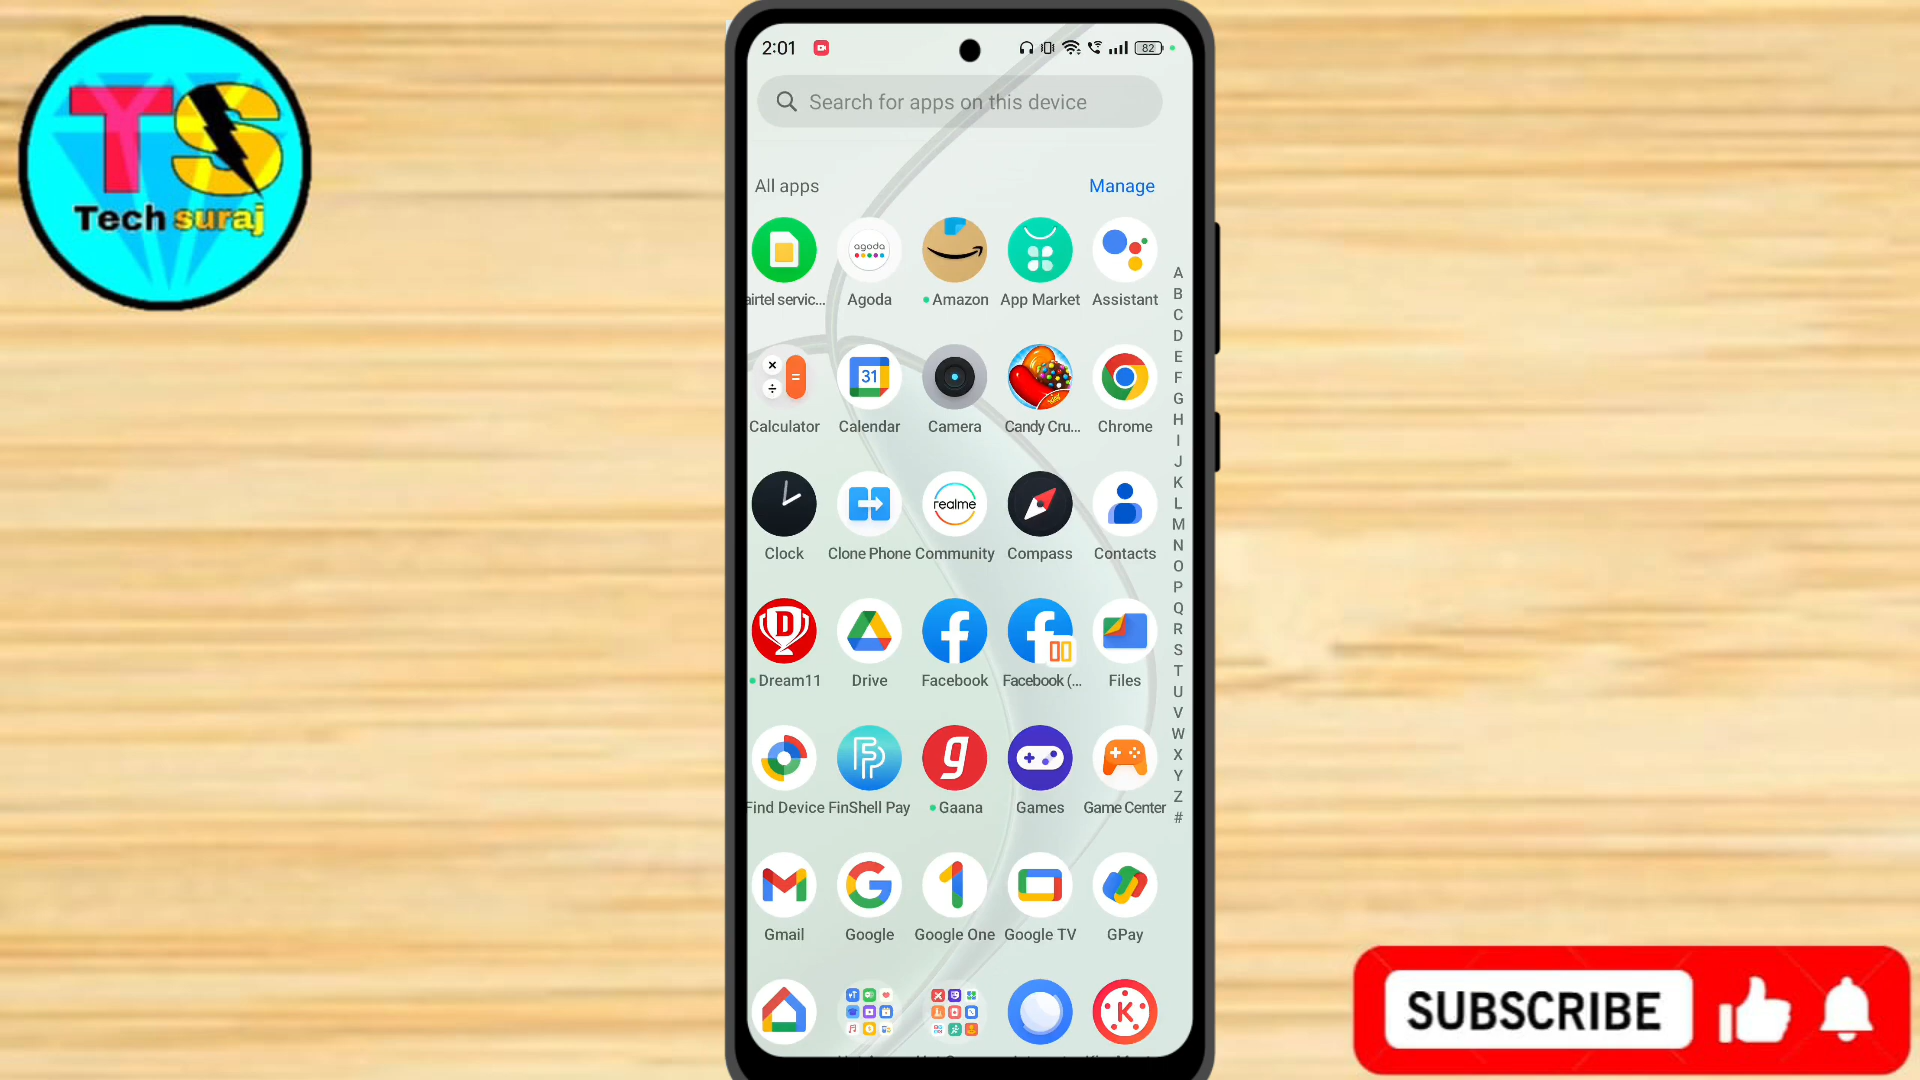 TS
Tech suraj
2:01
82
Search for apps on this device
All apps
Manage
agoda
airtel servic...
Agoda
Amazon
App Market
Assistant
31
Calculator
Calendar
Camera
Candy Cru...
Chrome
realme
Clock
Clone Phone
Community
Compass
Contacts
D
Dream11
Drive
Facebook
Facebook (...
Files
g
Find Device
FinShell Pay
Gaana
Games
Game Center
G
1
Gmail
Google
Google One
Google TV
GPay
K
A
B
C
D
E
F
G
H
I
J
K
L
M
N
O
P
Q
R
S
T
U
V
W
X
Y
Z
#
SUBSCRIBE